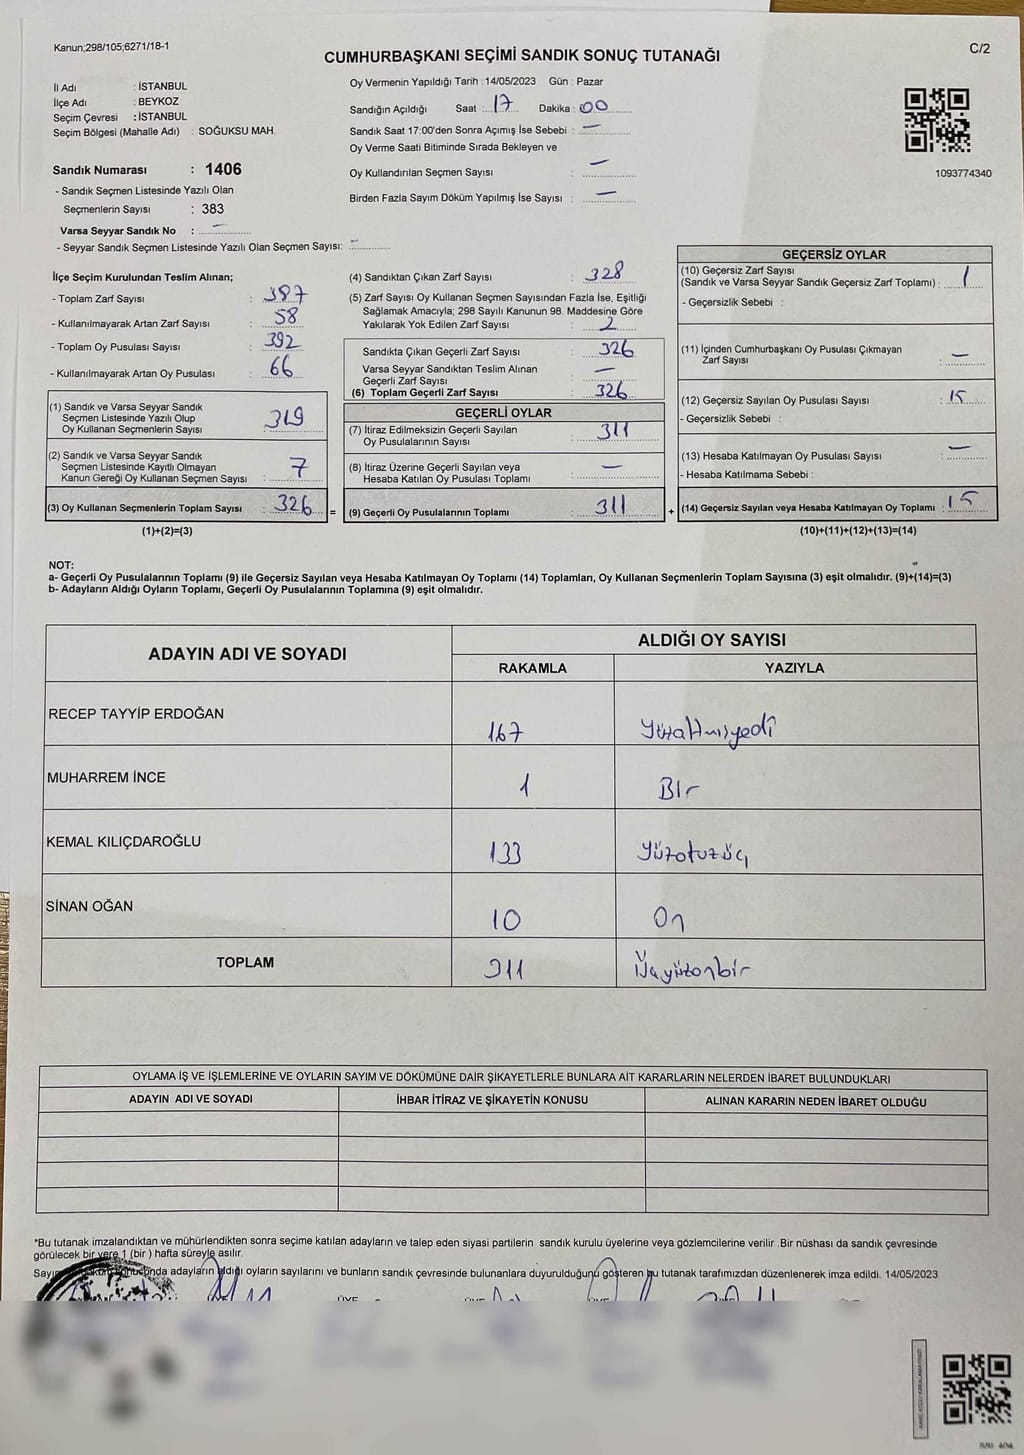 Kanun;298/105;6271/18-1
C/2
CUMHURBAŞKANI SEÇİMİ SANDIK SONUÇ TUTANAĞI
İl Adı : İSTANBUL
İlçe Adı : BEYKOZ
Seçim Çevresi : İSTANBUL
Seçim Bölgesi (Mahalle Adı) : SOĞUKSU MAH.
Oy Vermenin Yapıldığı Tarih :14/05/2023 Gün : Pazar
Sandığın Açıldığı Saat : 17 Dakika : 00
Sandık Saat 17:00'den Sonra Açımış İse Sebebi : —
Oy Verme Saati Bitiminde Sırada Bekleyen ve
Oy Kullandırılan Seçmen Sayısı : —
Birden Fazla Sayım Döküm Yapılmış İse Sayısı : —
1093774340
Sandık Numarası : 1406
- Sandık Seçmen Listesinde Yazılı Olan
Seçmenlerin Sayısı : 383
Varsa Seyyar Sandık No : —
- Seyyar Sandık Seçmen Listesinde Yazılı Olan Seçmen Sayısı: -
İlçe Seçim Kurulundan Teslim Alınan;
- Toplam Zarf Sayısı : 387
- Kullanılmayarak Artan Zarf Sayısı : 58
- Toplam Oy Pusulası Sayısı : 392
- Kullanılmayarak Artan Oy Pusulası : 66
(1) Sandık ve Varsa Seyyar Sandık
Seçmen Listesinde Yazılı Olup
Oy Kullanan Seçmenlerin Sayısı : 319
(2) Sandık ve Varsa Seyyar Sandık
Seçmen Listesinde Kayıtlı Olmayan
Kanun Gereği Oy Kullanan Seçmen Sayısı : 7
(3) Oy Kullanan Seçmenlerin Toplam Sayısı : 326 =
(1)+(2)=(3)
(4) Sandıktan Çıkan Zarf Sayısı : 328
(5) Zarf Sayısı Oy Kullanan Seçmen Sayısından Fazla İse, Eşitliği
Sağlamak Amacıyla; 298 Sayılı Kanunun 98. Maddesine Göre
Yakılarak Yok Edilen Zarf Sayısı : 2
Sandıkta Çıkan Geçerli Zarf Sayısı : 326
Varsa Seyyar Sandıktan Teslim Alınan
Geçerli Zarf Sayısı : —
(6) Toplam Geçerli Zarf Sayısı : 326
GEÇERLİ OYLAR
(7) İtiraz Edilmeksizin Geçerli Sayılan
Oy Pusulalarının Sayısı : 311
(8) İtiraz Üzerine Geçerli Sayılan veya
Hesaba Katılan Oy Pusulası Toplamı : —
(9) Geçerli Oy Pusulalarının Toplamı : 311 +
GEÇERSİZ OYLAR
(10) Geçersiz Zarf Sayısı
(Sandık ve Varsa Seyyar Sandık Geçersiz Zarf Toplamı) : 1
- Geçersizlik Sebebi :
(11) İçinden Cumhurbaşkanı Oy Pusulası Çıkmayan
Zarf Sayısı : —
(12) Geçersiz Sayılan Oy Pusulası Sayısı : 15
- Geçersizlik Sebebi :
(13) Hesaba Katılmayan Oy Pusulası Sayısı : —
- Hesaba Katılmama Sebebi :
(14) Geçersiz Sayılan veya Hesaba Katılmayan Oy Toplamı : 15
(10)+(11)+(12)+(13)=(14)
NOT:
a- Geçerli Oy Pusulalarının Toplamı (9) ile Geçersiz Sayılan veya Hesaba Katılmayan Oy Toplamı (14) Toplamları, Oy Kullanan Seçmenlerin Toplam Sayısına (3) eşit olmalıdır. (9)+(14)=(3)
b- Adayların Aldığı Oyların Toplamı, Geçerli Oy Pusulalarının Toplamına (9) eşit olmalıdır.
ADAYIN ADI VE SOYADI
ALDIĞI OY SAYISI
RAKAMLA YAZIYLA
RECEP TAYYİP ERDOĞAN 167 Yüzaltmışyedi
MUHARREM İNCE 1 Bir
KEMAL KILIÇDAROĞLU 133 Yüzotuzüç
SİNAN OĞAN 10 On
TOPLAM 311 Üçyüzonbir
OYLAMA İŞ VE İŞLEMLERİNE VE OYLARIN SAYIM VE DÖKÜMÜNE DAİR ŞİKAYETLERLE BUNLARA AİT KARARLARIN NELERDEN İBARET BULUNDUKLARI
ADAYIN ADI VE SOYADI İHBAR İTİRAZ VE ŞİKAYETİN KONUSU ALINAN KARARIN NEDEN İBARET OLDUĞU
*Bu tutanak imzalandıktan ve mühürlendikten sonra seçime katılan adayların ve talep eden siyasi partilerin sandık kurulu üyelerine veya gözlemcilerine verilir .Bir nüshası da sandık çevresinde
görülecek bir yere 1 (bir ) hafta süreyle asılır.
adayların aldığı oyların sayılarını ve bunların sandık çevresinde bulunanlara duyurulduğunu gösteren bu tutanak tarafımızdan düzenlenerek imza edildi. 14/05/2023